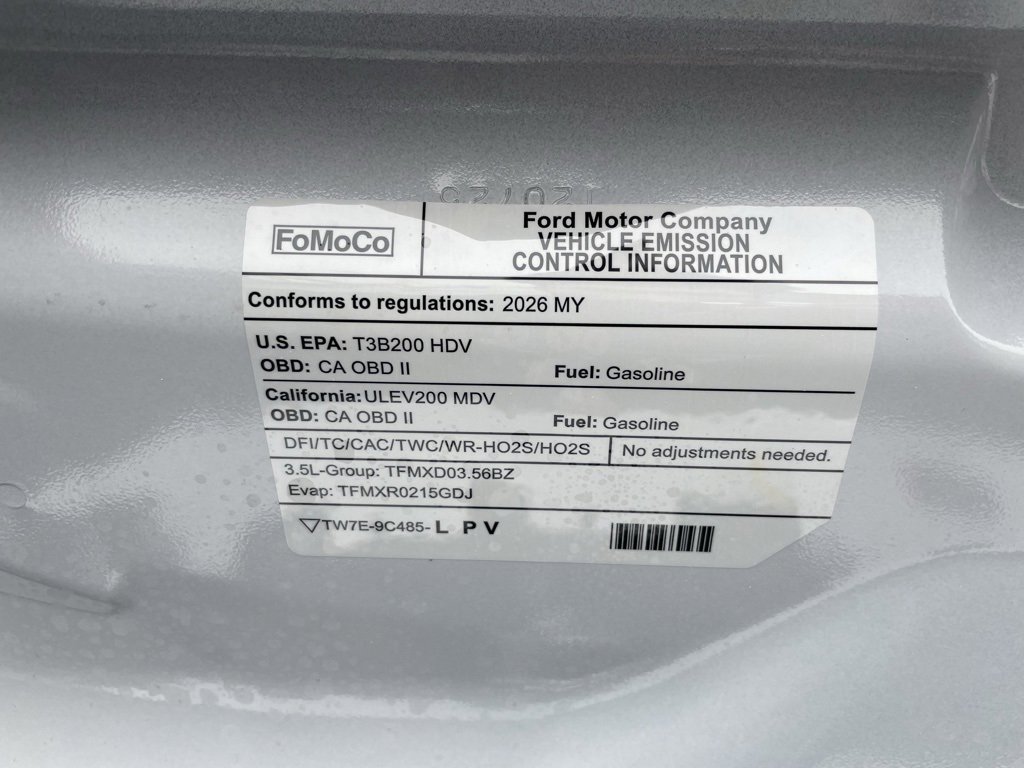 FoMoCo
Ford Motor Company
VEHICLE EMISSION
CONTROL INFORMATION
Conforms to regulations: 2026 MY
U.S. EPA: T3B200 HDV
OBD: CA OBD II Fuel: Gasoline
California: ULEV200 MDV
OBD: CA OBD II Fuel: Gasoline
DFI/TC/CAC/TWC/WR-HO2S/HO2S No adjustments needed.
3.5L-Group: TFMXD03.56BZ
Evap: TFMXR0215GDJ
TW7E-9C485- L P V